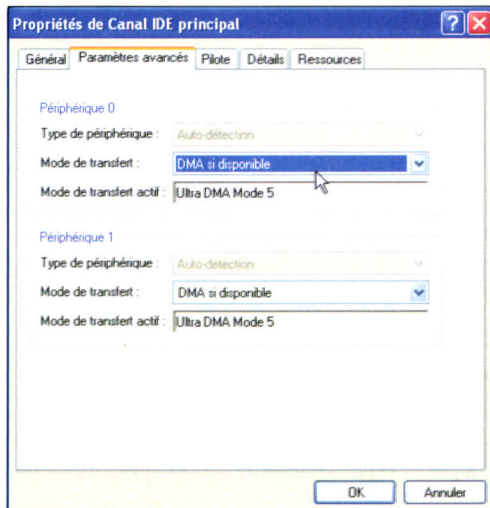 Propriétés de Canal IDE principal
Général Paramètres avancés Pilote Détails Ressources
Périphérique 0
Type de périphérique : Auto-détection
Mode de transfert : DMA si disponible
Mode de transfert actif : Ultra DMA Mode 5
Périphérique 1
Type de périphérique : Auto-détection
Mode de transfert : DMA si disponible
Mode de transfert actif : Ultra DMA Mode 5
OK Annuler